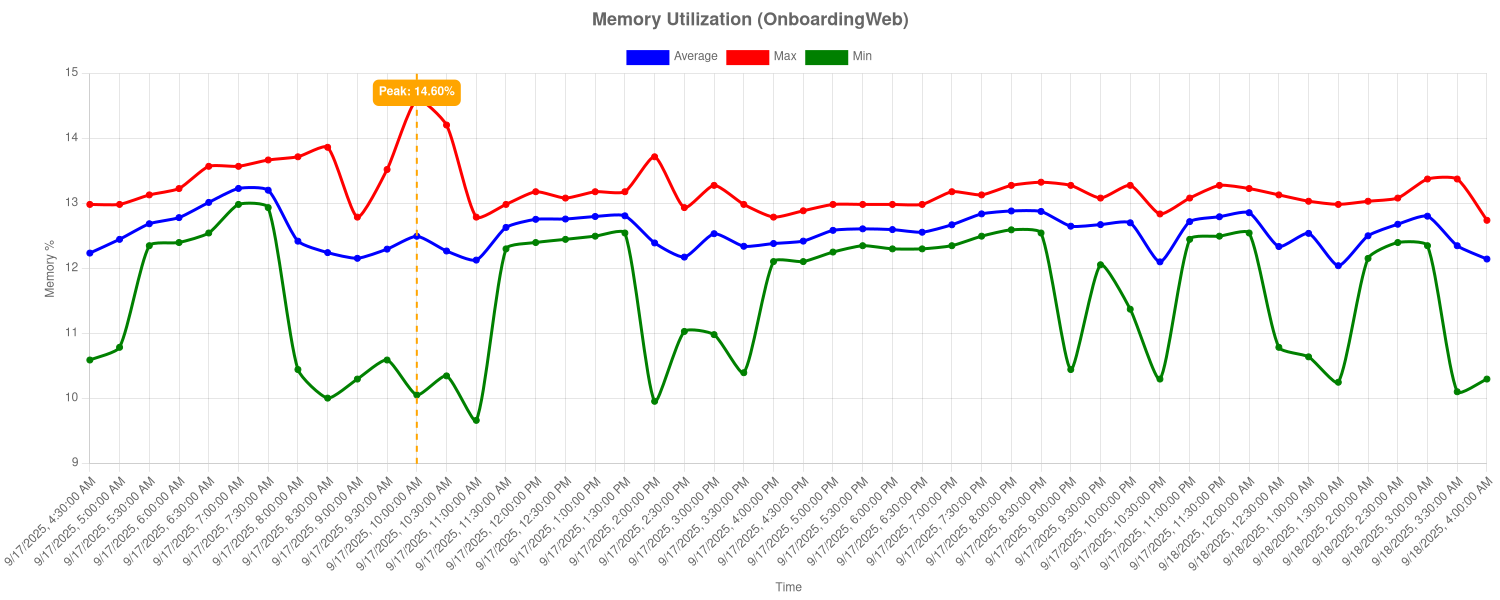 Memory Utilization (OnboardingWeb)
Average Max Min
Peak: 14.60%
15
14
13
12
11
10
9
Memory %
9/17/2025, 4:30:00 AM
9/17/2025, 5:00:00 AM
9/17/2025, 5:30:00 AM
9/17/2025, 6:00:00 AM
9/17/2025, 6:30:00 AM
9/17/2025, 7:00:00 AM
9/17/2025, 7:30:00 AM
9/17/2025, 8:00:00 AM
9/17/2025, 8:30:00 AM
9/17/2025, 9:00:00 AM
9/17/2025, 9:30:00 AM
9/17/2025, 10:00:00 AM
9/17/2025, 10:30:00 AM
9/17/2025, 11:00:00 AM
9/17/2025, 11:30:00 AM
9/17/2025, 12:00:00 PM
9/17/2025, 12:30:00 PM
9/17/2025, 1:00:00 PM
9/17/2025, 1:30:00 PM
9/17/2025, 2:00:00 PM
9/17/2025, 2:30:00 PM
9/17/2025, 3:00:00 PM
9/17/2025, 3:30:00 PM
9/17/2025, 4:00:00 PM
9/17/2025, 4:30:00 PM
9/17/2025, 5:00:00 PM
9/17/2025, 5:30:00 PM
9/17/2025, 6:00:00 PM
9/17/2025, 6:30:00 PM
9/17/2025, 7:00:00 PM
9/17/2025, 7:30:00 PM
9/17/2025, 8:00:00 PM
9/17/2025, 8:30:00 PM
9/17/2025, 9:00:00 PM
9/17/2025, 9:30:00 PM
9/17/2025, 10:00:00 PM
9/17/2025, 10:30:00 PM
9/17/2025, 11:00:00 PM
9/17/2025, 11:30:00 PM
9/18/2025, 12:00:00 AM
9/18/2025, 12:30:00 AM
9/18/2025, 1:00:00 AM
9/18/2025, 1:30:00 AM
9/18/2025, 2:00:00 AM
9/18/2025, 2:30:00 AM
9/18/2025, 3:00:00 AM
9/18/2025, 3:30:00 AM
9/18/2025, 4:00:00 AM
Time